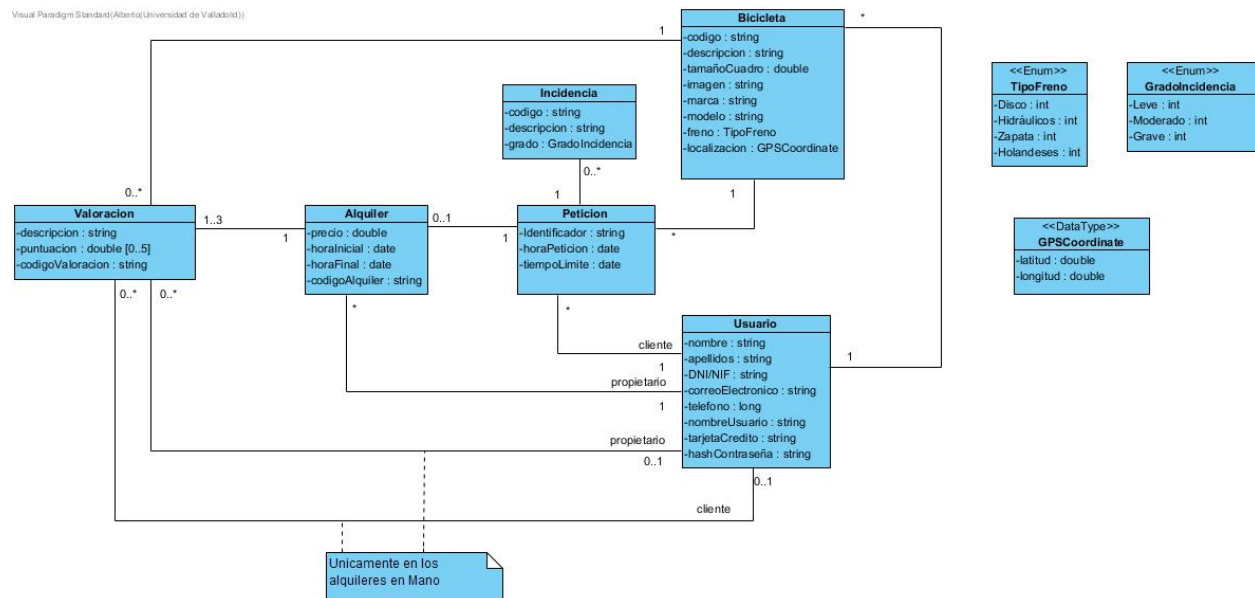 Visual Paradigm Standard(Alberto(Universidad de Valladolid))
Bicicleta
-codigo : string
-descripcion : string
-tamañoCuadro : double
-imagen : string
-marca : string
-modelo : string
-freno : TipoFreno
-localizacion : GPSCoordinate
*
1
<<Enum>>
TipoFreno
-Disco : int
-Hidráulicos : int
-Zapata : int
-Holandeses : int
<<Enum>>
GradoIncidencia
-Leve : int
-Moderado : int
-Grave : int
Incidencia
-codigo : string
-descripcion : string
-grado : GradoIncidencia
0..*
1
0..*
1
Valoracion
-descripcion : string
-puntuacion : double [0..5]
-codigoValoracion : string
1..3
1
Alquiler
-precio : double
-horaInicial : date
-horaFinal : date
-codigoAlquiler : string
0..1
1
Peticion
-Identificador : string
-horaPeticion : date
-tiempoLimite : date
*
<<DataType>>
GPSCoordinate
-latitud : double
-longitud : double
0..*
0..*
*
*
Usuario
-nombre : string
-apellidos : string
-DNI/NIF : string
-correoElectronico : string
-telefono : long
-nombreUsuario : string
-tarjetaCredito : string
-hashContraseña : string
1
cliente
1
propietario
1
propietario
0..1
0..1
cliente
Unicamente en los
alquileres en Mano